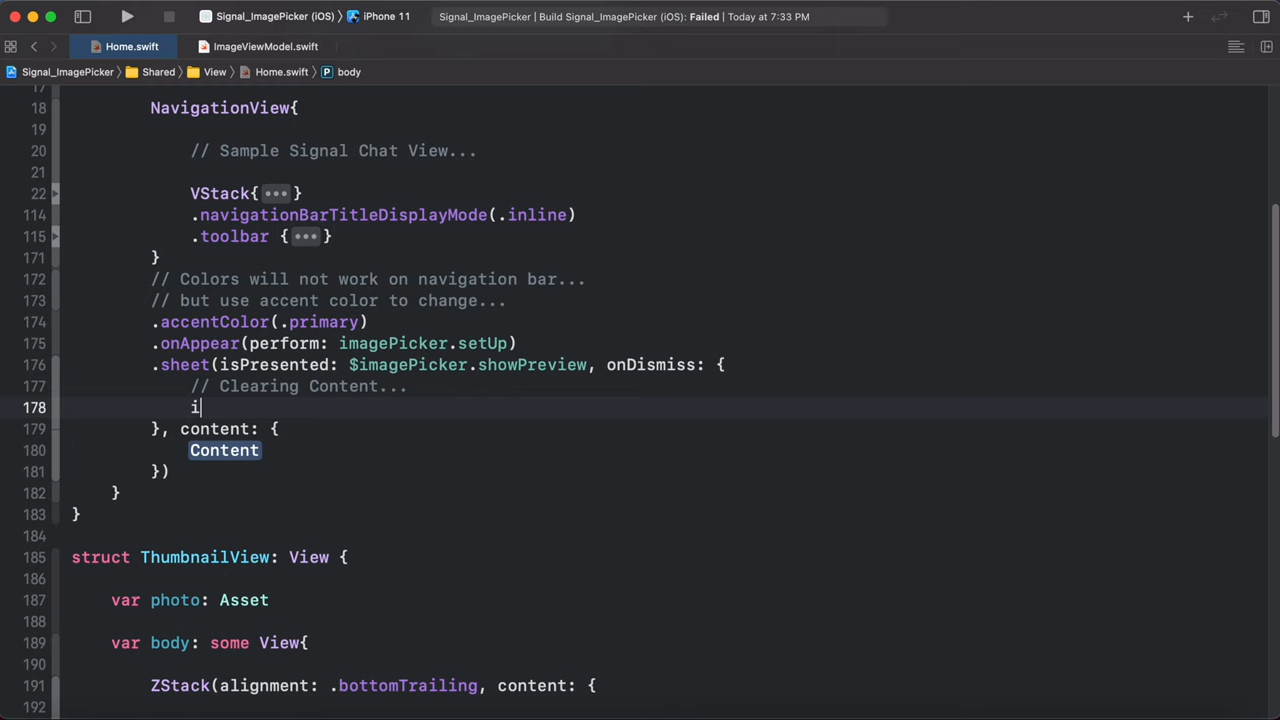 Signal_ImagePicker (iOS) 〉 iPhone 11
Signal_ImagePicker | Build Signal_ImagePicker (iOS): Failed | Today at 7:33 PM
Home.swift
ImageViewModel.swift
Signal_ImagePicker 〉 Shared 〉 View 〉 Home.swift 〉 P body
17
18 NavigationView{
19
20 // Sample Signal Chat View...
21
22 VStack{•••}
114 .navigationBarTitleDisplayMode(.inline)
115 .toolbar {•••}
171 }
172 // Colors will not work on navigation bar...
173 // but use accent color to change...
174 .accentColor(.primary)
175 .onAppear(perform: imagePicker.setUp)
176 .sheet(isPresented: $imagePicker.showPreview, onDismiss: {
177 // Clearing Content...
178 i
179 }, content: {
180 Content
181 })
182 }
183 }
184
185 struct ThumbnailView: View {
186
187 var photo: Asset
188
189 var body: some View{
190
191 ZStack(alignment: .bottomTrailing, content: {
192